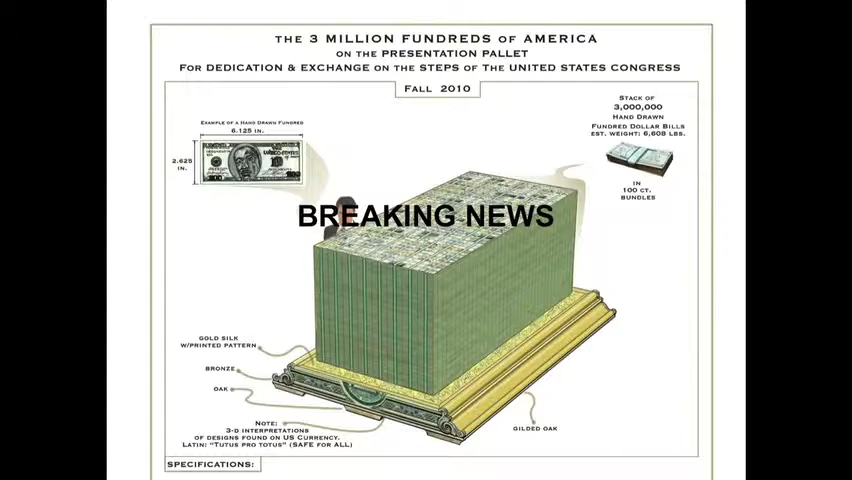 THE 3 MILLION FUNDREDS OF AMERICA
ON THE PRESENTATION PALLET
FOR DEDICATION & EXCHANGE ON THE STEPS OF THE UNITED STATES CONGRESS
FALL 2010
EXAMPLE OF A HAND DRAWN FUNDRED
6.125 IN.
2.625
IN.
STACK OF
3,000,000
HAND DRAWN
FUNDRED DOLLAR BILLS
EST. WEIGHT: 6,608 LBS.
IN
100 CT.
BUNDLES
BREAKING NEWS
GOLD SILK
W/PRINTED PATTERN
BRONZE
OAK
NOTE:
3-D INTERPRETATIONS
OF DESIGNS FOUND ON US CURRENCY.
LATIN: "TUTUS PRO TOTUS" (SAFE FOR ALL)
GILDED OAK
SPECIFICATIONS: